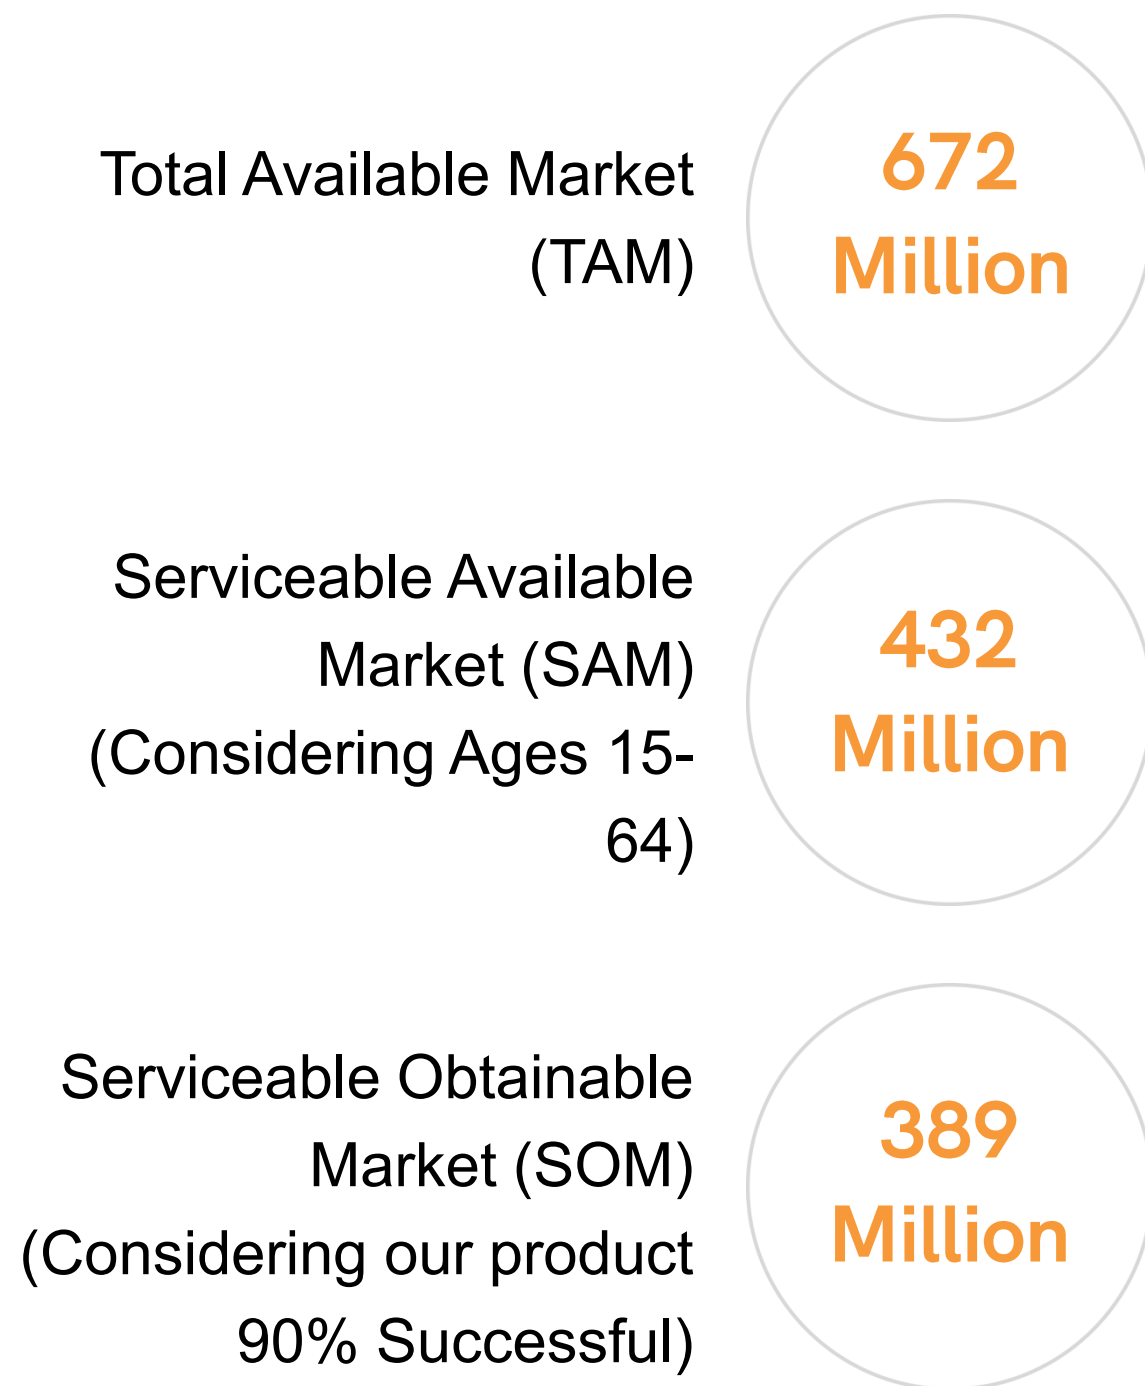 Total Available Market
(TAM)
672
Million
Serviceable Available
Market (SAM)
(Considering Ages 15-
64)
432
Million
Serviceable Obtainable
Market (SOM)
(Considering our product
90% Successful)
389
Million